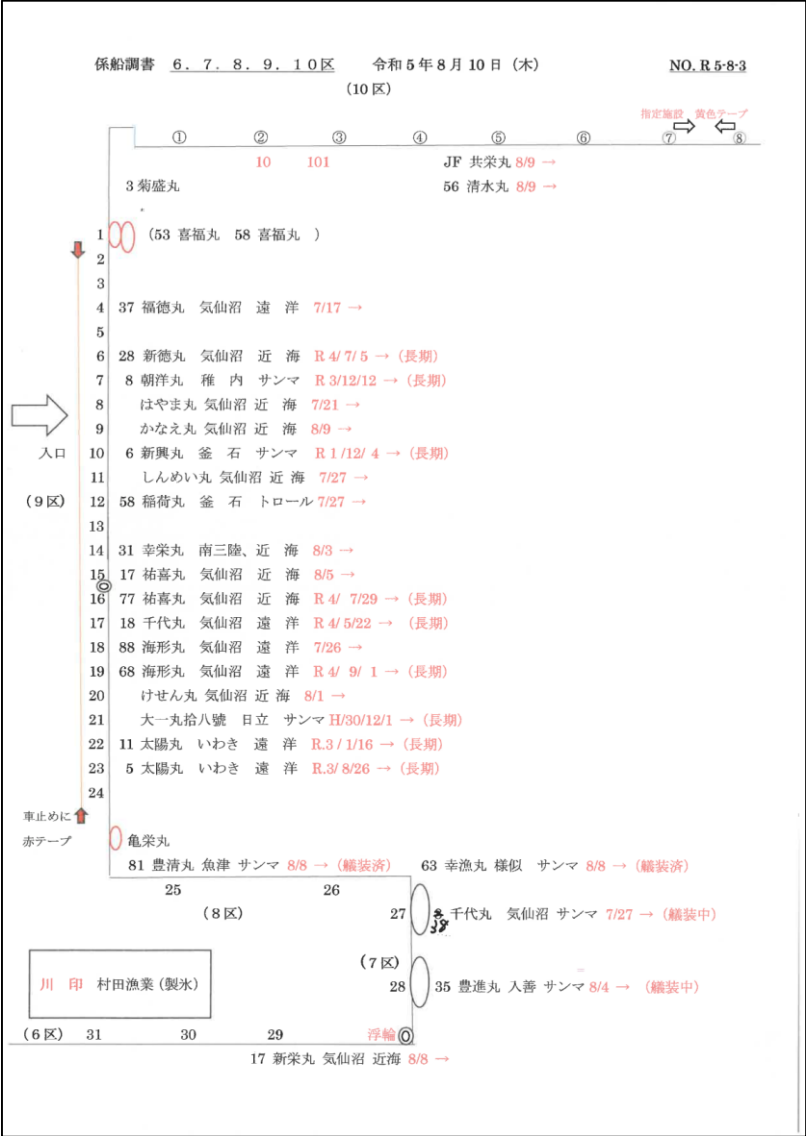 係船調書 6.7.8.9.10区 令和5年8月10日（木） NO. R 5-8-3
（10区）
指定施設 黄色テープ
① ② ③ ④ ⑤ ⑥ ⑦ ⑧
10 101 JF 共栄丸 8/9 →
3 菊盛丸 56 清水丸 8/9 →
1 （53 喜福丸 58 喜福丸 ）
2
3
4 37 福徳丸 気仙沼 遠 洋 7/17 →
5
6 28 新徳丸 気仙沼 近 海 R 4/ 7/ 5 →（長期）
7 8 朝洋丸 稚 内 サンマ R 3/12/12 →（長期）
8 はやま丸 気仙沼 近 海 7/21 →
9 かなえ丸 気仙沼 近 海 8/9 →
入口 10 6 新興丸 釜 石 サンマ R 1 /12/ 4 →（長期）
11 しんめい丸 気仙沼 近 海 7/27 →
（9区） 12 58 稲荷丸 釜 石 トロール 7/27 →
13
14 31 幸栄丸 南三陸、近 海 8/3 →
15 17 祐喜丸 気仙沼 近 海 8/5 →
16 77 祐喜丸 気仙沼 近 海 R 4/ 7/29 →（長期）
17 18 千代丸 気仙沼 遠 洋 R 4/ 5/22 →（長期）
18 88 海形丸 気仙沼 遠 洋 7/26 →
19 68 海形丸 気仙沼 遠 洋 R 4/ 9/ 1 →（長期）
20 けせん丸 気仙沼 近 海 8/1 →
21 大一丸拾八號 日立 サンマ H/30/12/1 →（長期）
22 11 太陽丸 いわき 遠 洋 R.3 / 1/16 →（長期）
23 5 太陽丸 いわき 遠 洋 R.3/ 8/26 →（長期）
24
車止めに
赤テープ 亀栄丸
81 豊清丸 魚津 サンマ 8/8 →（艤装済） 63 幸漁丸 様似 サンマ 8/8 →（艤装済）
25 26
（8区） 27 38 千代丸 気仙沼 サンマ 7/27 →（艤装中）
（7区）
川 印 村田漁業（製氷） 28 35 豊進丸 入善 サンマ 8/4 →（艤装中）
（6区） 31 30 29 浮輪
17 新栄丸 気仙沼 近海 8/8 →